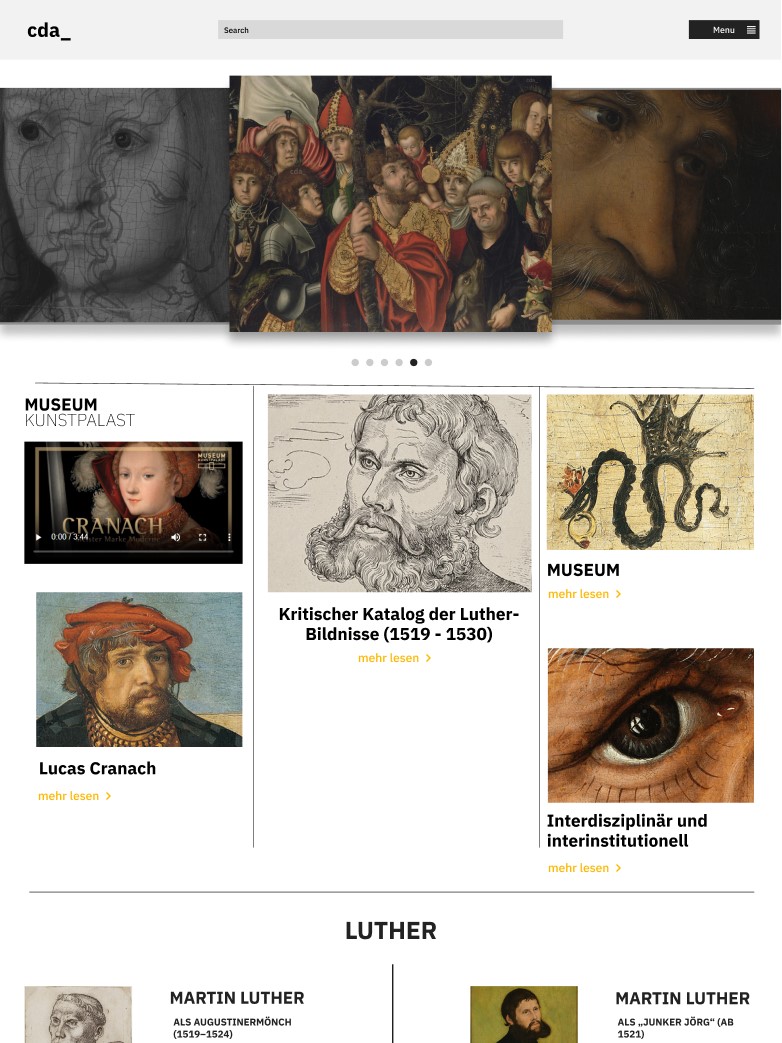 cda_
Search
Menu
MUSEUM
KUNSTPALAST
MUSEUM
KUNSTPALAST
CRANACH
ster Marke Moderne
0:00 / 3:44
Lucas Cranach
mehr lesen
Kritischer Katalog der Luther-
Bildnisse (1519 - 1530)
mehr lesen
MUSEUM
mehr lesen
Interdisziplinär und
interinstitutionell
mehr lesen
LUTHER
MARTIN LUTHER
ALS AUGUSTINERMÖNCH
(1519–1524)
MARTIN LUTHER
ALS „JUNKER JÖRG“ (AB
1521)